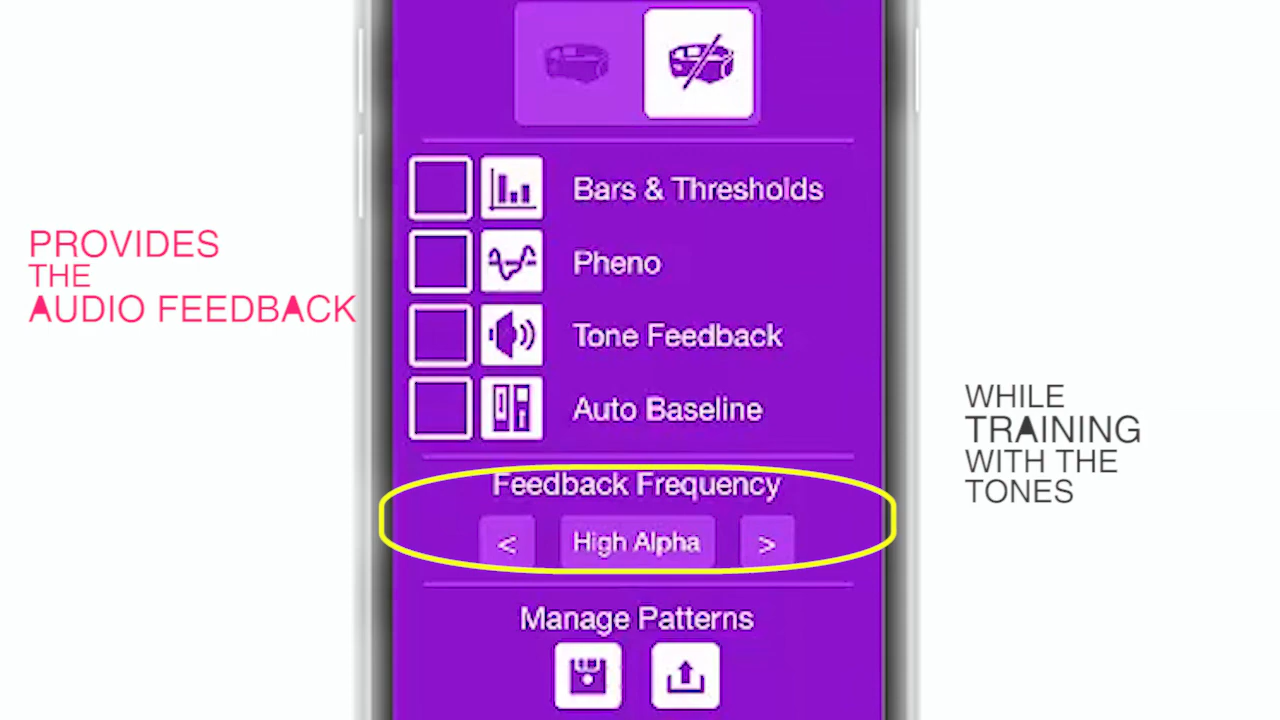 Bars & Thresholds
PROVIDES
THE
AUDIO FEEDBACK
Pheno
Tone Feedback
Auto Baseline
WHILE
TRAINING
WITH THE
TONES
Feedback Frequency
< High Alpha >
Manage Patterns